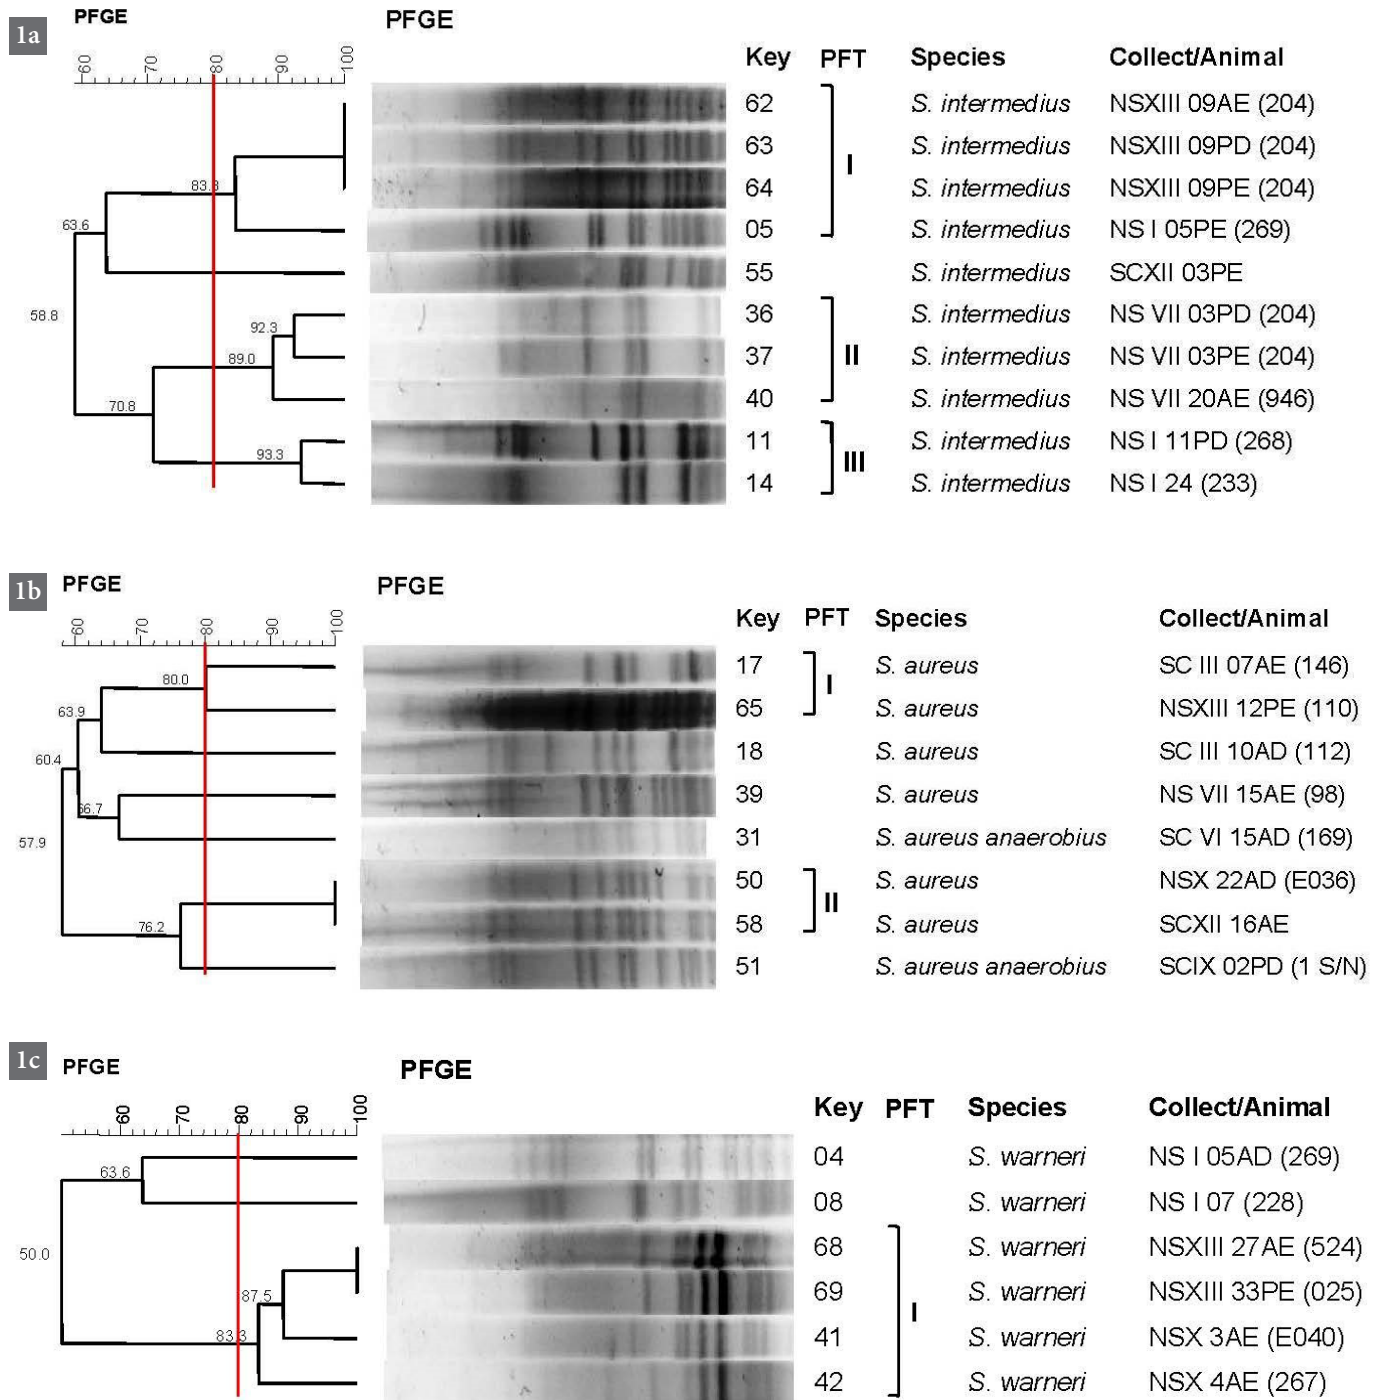 1a
PFGE
PFGE
60 70 80 90 100
Key PFT Species Collect/Animal
62 S. intermedius NSXIII 09AE (204)
63 S. intermedius NSXIII 09PD (204)
I
64 S. intermedius NSXIII 09PE (204)
05 S. intermedius NS I 05PE (269)
55 S. intermedius SCXII 03PE
36 S. intermedius NS VII 03PD (204)
37 II S. intermedius NS VII 03PE (204)
40 S. intermedius NS VII 20AE (946)
11 S. intermedius NS I 11PD (268)
III
14 S. intermedius NS I 24 (233)
83.3
63.6
58.8
92.3
89.0
70.8
93.3
1b
PFGE
PFGE
60 70 80 90 100
Key PFT Species Collect/Animal
17 S. aureus SC III 07AE (146)
I
65 S. aureus NSXIII 12PE (110)
18 S. aureus SC III 10AD (112)
39 S. aureus NS VII 15AE (98)
31 S. aureus anaerobius SC VI 15AD (169)
50 S. aureus NSX 22AD (E036)
II
58 S. aureus SCXII 16AE
51 S. aureus anaerobius SCIX 02PD (1 S/N)
80.0
63.9
60.4
66.7
57.9
76.2
1c
PFGE
PFGE
60 70 80 90 100
Key PFT Species Collect/Animal
04 S. warneri NS I 05AD (269)
08 S. warneri NS I 07 (228)
68 S. warneri NSXIII 27AE (524)
69 S. warneri NSXIII 33PE (025)
I
41 S. warneri NSX 3AE (E040)
42 S. warneri NSX 4AE (267)
63.6
50.0
87.5
83.3